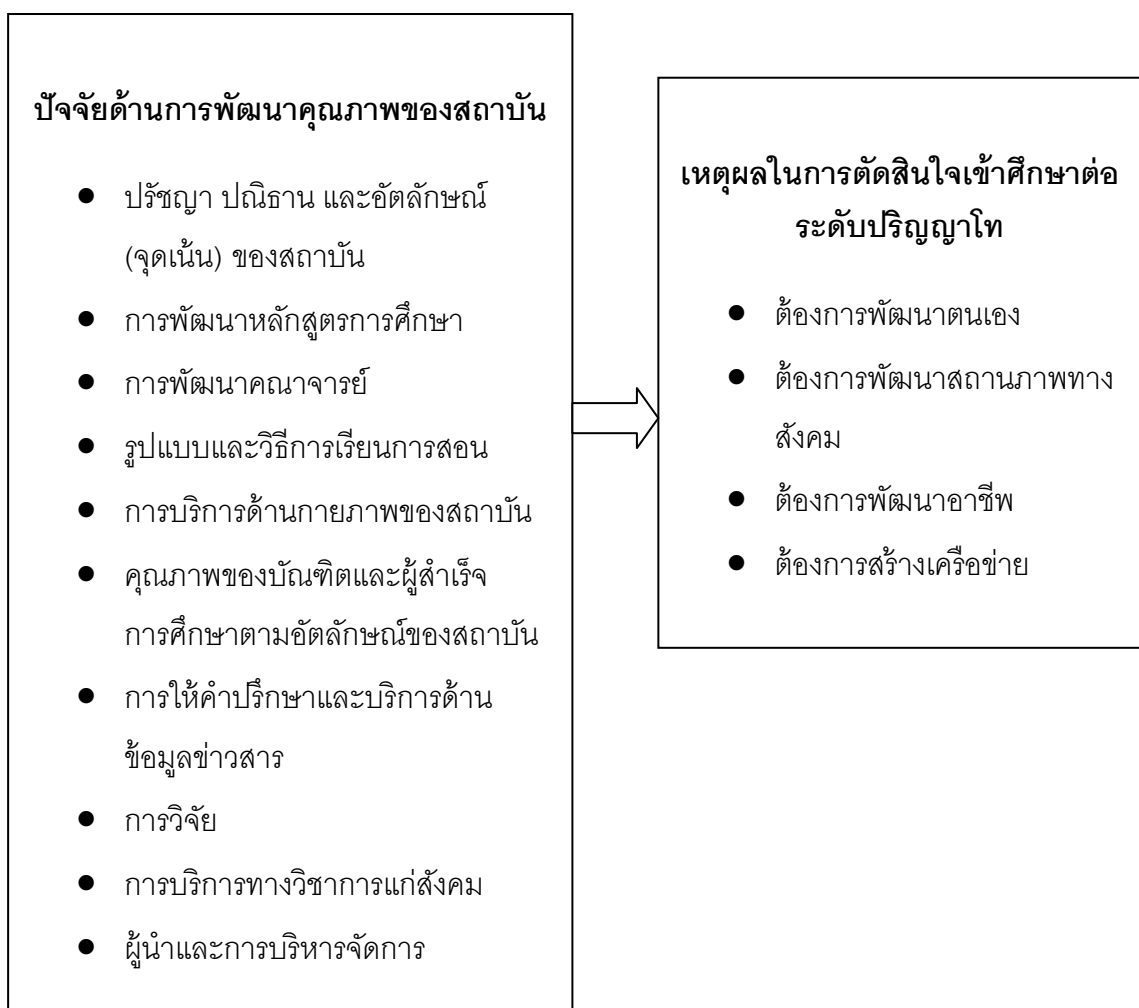 ปัจจัยด้านการพัฒนาคุณภาพของสถาบัน
● ปรัชญา ปณิธาน และอัตลักษณ์
(จุดเน้น) ของสถาบัน
● การพัฒนาหลักสูตรการศึกษา
● การพัฒนาคณาจารย์
● รูปแบบและวิธีการเรียนการสอน
● การบริการด้านกายภาพของสถาบัน
● คุณภาพของบัณฑิตและผู้สำเร็จ
การศึกษาตามอัตลักษณ์ของสถาบัน
● การให้คำปรึกษาและบริการด้าน
ข้อมูลข่าวสาร
● การวิจัย
● การบริการทางวิชาการแก่สังคม
● ผู้นำและการบริหารจัดการ
เหตุผลในการตัดสินใจเข้าศึกษาต่อ
ระดับปริญญาโท
● ต้องการพัฒนาตนเอง
● ต้องการพัฒนาสถานภาพทาง
สังคม
● ต้องการพัฒนาอาชีพ
● ต้องการสร้างเครือข่าย